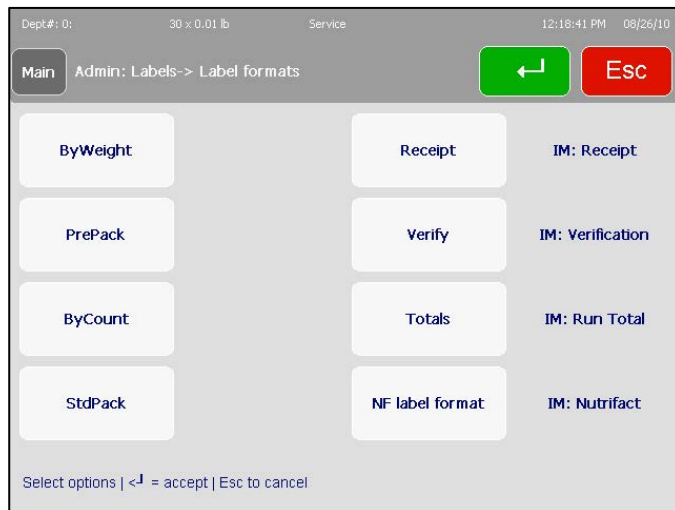 Dept#: 0: 30 x 0.01 lb Service 12:18:41 PM 08/26/10
Main Admin: Labels-> Label formats Esc
ByWeight Receipt IM: Receipt
PrePack Verify IM: Verification
ByCount Totals IM: Run Total
StdPack NF label format IM: Nutrifact
Select options | <┘ = accept | Esc to cancel